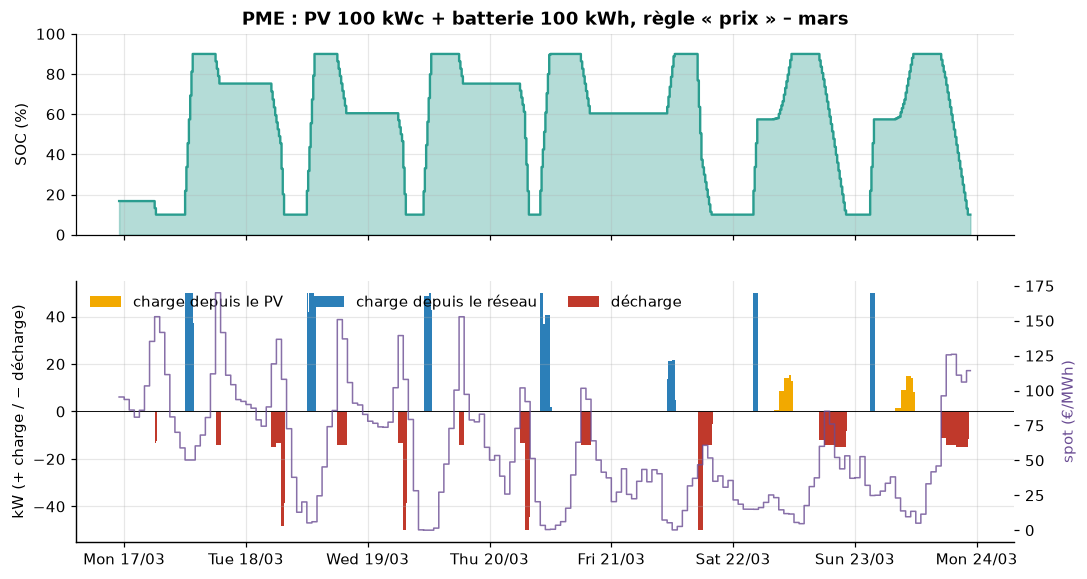 PME : PV 100 kWc + batterie 100 kWh, règle « prix » – mars
SOC (%)
100
80
60
40
20
0
charge depuis le PV
charge depuis le réseau
décharge
kW (+ charge / − décharge)
40
20
0
−20
−40
175
150
125
100
75
50
25
0
spot (€/MWh)
Mon 17/03
Tue 18/03
Wed 19/03
Thu 20/03
Fri 21/03
Sat 22/03
Sun 23/03
Mon 24/03